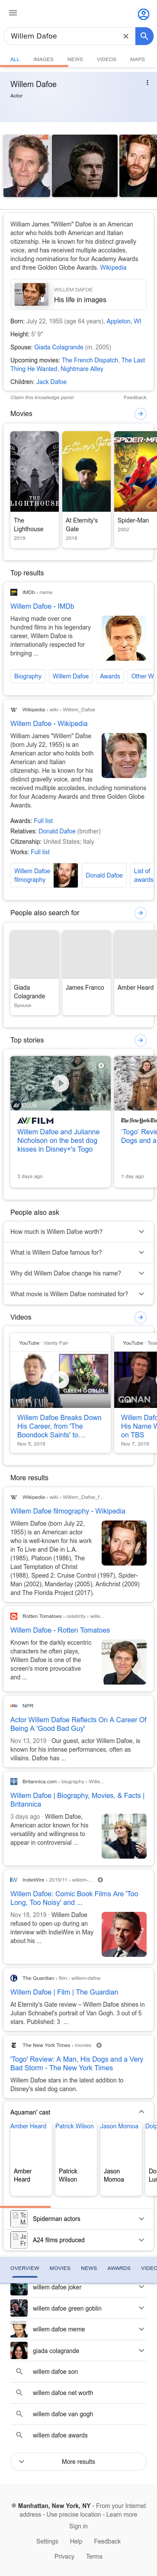 Willem Dafoe
ALL IMAGES NEWS VIDEOS MAPS
Willem Dafoe
Actor
William James "Willem" Dafoe is an American
actor who holds both American and Italian
citizenship. He is known for his distinct gravelly
voice, and has received multiple accolades,
including nominations for four Academy Awards
and three Golden Globe Awards. Wikipedia
WILLEM DAFOE
His life in images
Born: July 22, 1955 (age 64 years), Appleton, WI
Height: 5' 9"
Spouse: Giada Colagrande (m. 2005)
Upcoming movies: The French Dispatch, The Last
Thing He Wanted, Nightmare Alley
Children: Jack Dafoe
Claim this knowledge panel Feedback
Movies
THE
LIGHTHOUSE
At Eternity's
Gate
SPIDER-MAN
The
Lighthouse
2019
At Eternity's
Gate
2018
Spider-Man
2002
Top results
IMDb › name
Willem Dafoe - IMDb
Having made over one
hundred films in his legendary
career, Willem Dafoe is
internationally respected for
bringing ...
Biography Willem Dafoe Awards Other W
Wikipedia › wiki › Willem_Dafoe
Willem Dafoe - Wikipedia
William James "Willem" Dafoe
(born July 22, 1955) is an
American actor who holds both
American and Italian
citizenship. He is known for his
distinct gravelly voice, and has
received multiple accolades, including nominations
for four Academy Awards and three Golden Globe
Awards.
Awards: Full list
Relatives: Donald Dafoe (brother)
Citizenship: United States; Italy
Works: Full list
Willem Dafoe
filmography
Donald Dafoe
List of
awards
People also search for
Giada
Colagrande
Spouse
James Franco
Amber Heard
Top stories
AV/FILM
Willem Dafoe and Julianne
Nicholson on the best dog
kisses in Disney+'s Togo
3 days ago
The New York Times
'Togo' Revie
Dogs and a
1 day ago
People also ask
How much is Willem Dafoe worth?
What is Willem Dafoe famous for?
Why did Willem Dafoe change his name?
What movie is Willem Dafoe nominated for?
Videos
YouTube · Vanity Fair
GREEN GOBLIN
Willem Dafoe Breaks Down
His Career, from 'The
Boondock Saints' to...
Nov 5, 2019
YouTube · Tea
CONAN
Willem Dafo
His Name W
on TBS
Nov 7, 2019
More results
Wikipedia › wiki › Willem_Dafoe_f...
Willem Dafoe filmography - Wikipedia
Willem Dafoe (born July 22,
1955) is an American actor
who is well-known for his work
in To Live and Die in L.A.
(1985), Platoon (1986), The
Last Temptation of Christ
(1988), Speed 2: Cruise Control (1997), Spider-
Man (2002), Manderlay (2005), Antichrist (2009)
and The Florida Project (2017).
Rotten Tomatoes › celebrity › wille...
Willem Dafoe - Rotten Tomatoes
Known for the darkly eccentric
characters he often plays,
Willem Dafoe is one of the
screen's most provocative
and ...
NPR
Actor Willem Dafoe Reflects On A Career Of
Being A 'Good Bad Guy'
Nov 13, 2019 · Our guest, actor Willem Dafoe, is
known for his intense performances, often as
villains. Dafoe has ...
Britannica.com › biography › Wille...
Willem Dafoe | Biography, Movies, & Facts |
Britannica
3 days ago · Willem Dafoe,
American actor known for his
versatility and willingness to
appear in controversial ...
IndieWire › 2019/11 › willem-...
Willem Dafoe: Comic Book Films Are 'Too
Long, Too Noisy' and ...
Nov 18, 2019 · Willem Dafoe
refused to open up during an
interview with IndieWire in May
about his ...
The Guardian › film › willem-dafoe
Willem Dafoe | Film | The Guardian
At Eternity's Gate review – Willem Dafoe and
Julian Schnabel's portrait of Van Gogh. 3 out of 5
stars. Published: 3 ...
The New York Times › movies
'Togo' Review: A Man, His Dogs and a Very
Bad Storm - The New York Times
Willem Dafoe stars in the latest addition to
Disney's sled dog canon.
Aquaman' cast
Amber Heard Patrick Wilson Jason Momoa Dolp
Amber
Heard
Patrick
Wilson
Jason
Momoa
Do
Lu
Spiderman actors
A24 films produced
OVERVIEW MOVIES NEWS AWARDS VIDEO
willem dafoe joker
willem dafoe green goblin
willem dafoe meme
giada colagrande
willem dafoe son
willem dafoe net worth
willem dafoe van gogh
willem dafoe awards
More results
Manhattan, New York, NY - From your Internet
address - Use precise location - Learn more
Sign in
Settings Help Feedback
Privacy Terms